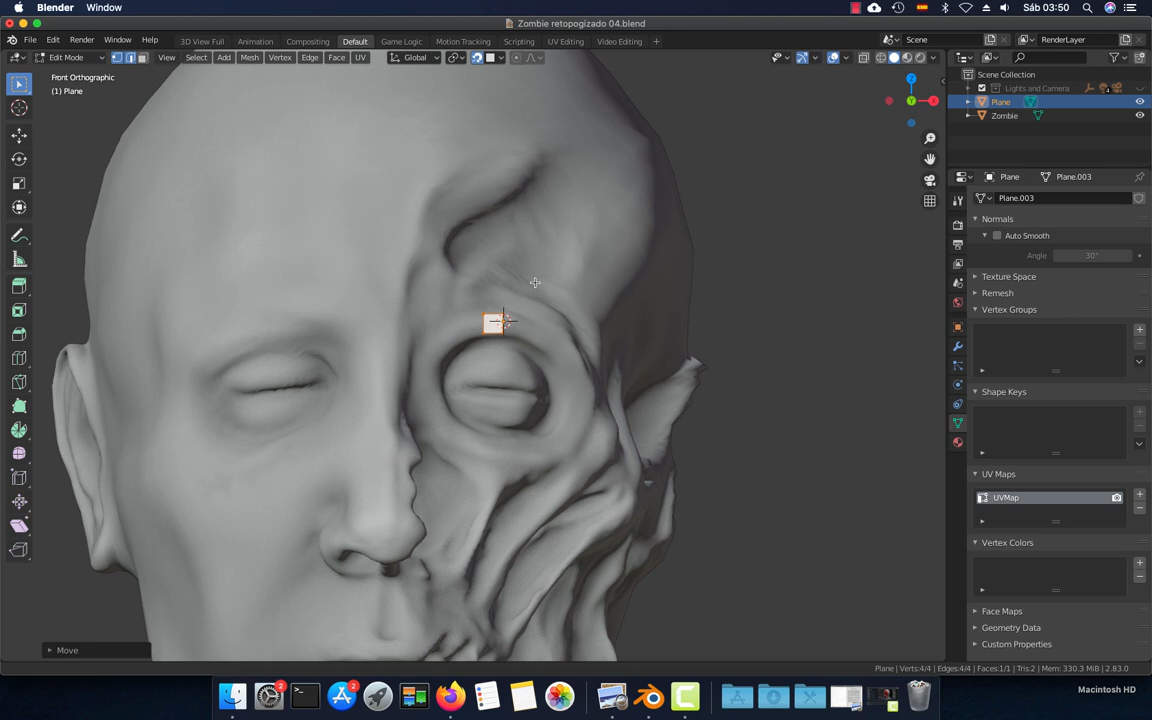 Blender Window
Sáb 03:50
Zombie retopogizado 04.blend
File Edit Render Window Help
3D View Full Animation Compositing Default Game Logic Motion Tracking Scripting UV Editing Video Editing +
Scene
RenderLayer
Edit Mode
View Select Add Mesh Vertex Edge Face UV
Global
Front Orthographic
(1) Plane
Scene Collection
Lights and Camera
4
Plane
Zombie
Plane Plane.003
Plane.003
Normals
Auto Smooth
Angle 30°
Texture Space
Remesh
Vertex Groups
Shape Keys
UV Maps
UVMap
Vertex Colors
Face Maps
Geometry Data
Custom Properties
Move
Plane | Verts:4/4 | Edges:4/4 | Faces:1/1 | Tris:2 | Mem: 330.3 MiB | 2.83.0
2
2
Macintosh HD